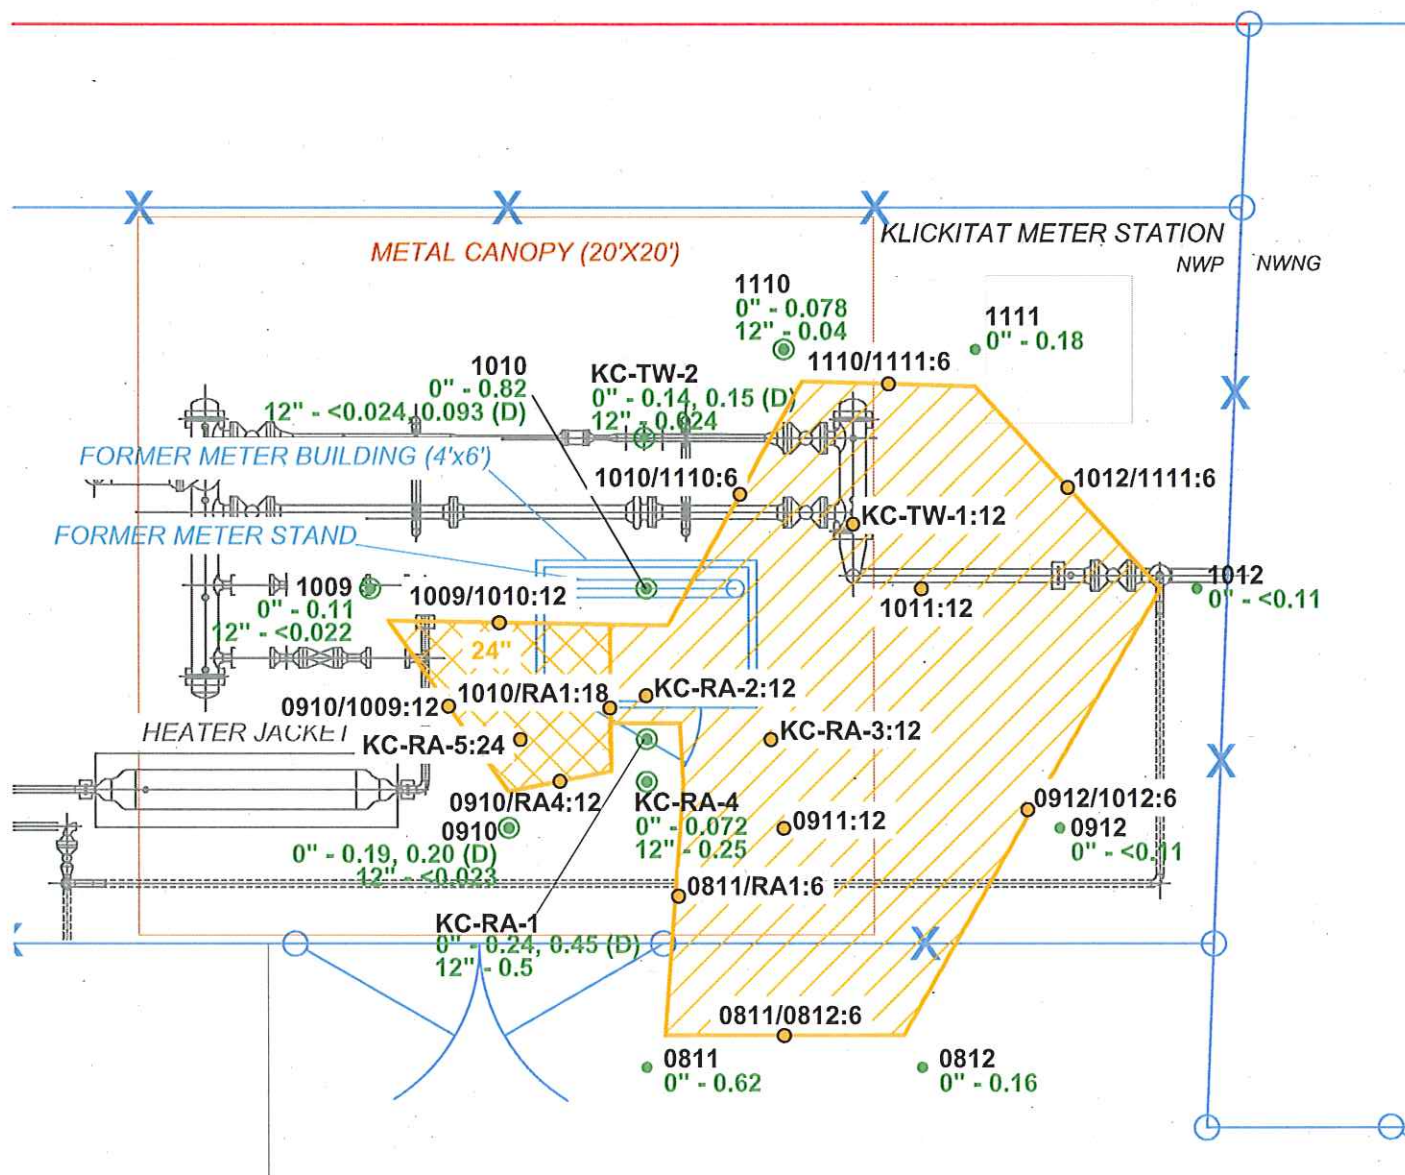 KLICKITAT METER STATION
METAL CANOPY (20'X20')
NWP
NWNG
1110
0" - 0.078
12" - 0.04
1111
0" - 0.18
1110/1111:6
1010
0" - 0.82
12" - <0.024, 0.093 (D)
KC-TW-2
0" - 0.14, 0.15 (D)
12" - 0.024
FORMER METER BUILDING (4'x6')
1010/1110:6
1012/1111:6
KC-TW-1:12
FORMER METER STAND
1009
0" - 0.11
12" - <0.022
1009/1010:12
1011:12
1012
0" - <0.11
24"
0910/1009:12
1010/RA1:18
KC-RA-2:12
HEATER JACKET
KC-RA-5:24
KC-RA-3:12
0910/RA4:12
KC-RA-4
0" - 0.072
12" - 0.25
0912/1012:6
0910
0" - 0.19, 0.20 (D)
12" - <0.023
0911:12
0912
0" - <0.11
0811/RA1:6
KC-RA-1
0" - 0.24, 0.45 (D)
12" - 0.5
0811/0812:6
0811
0" - 0.62
0812
0" - 0.16